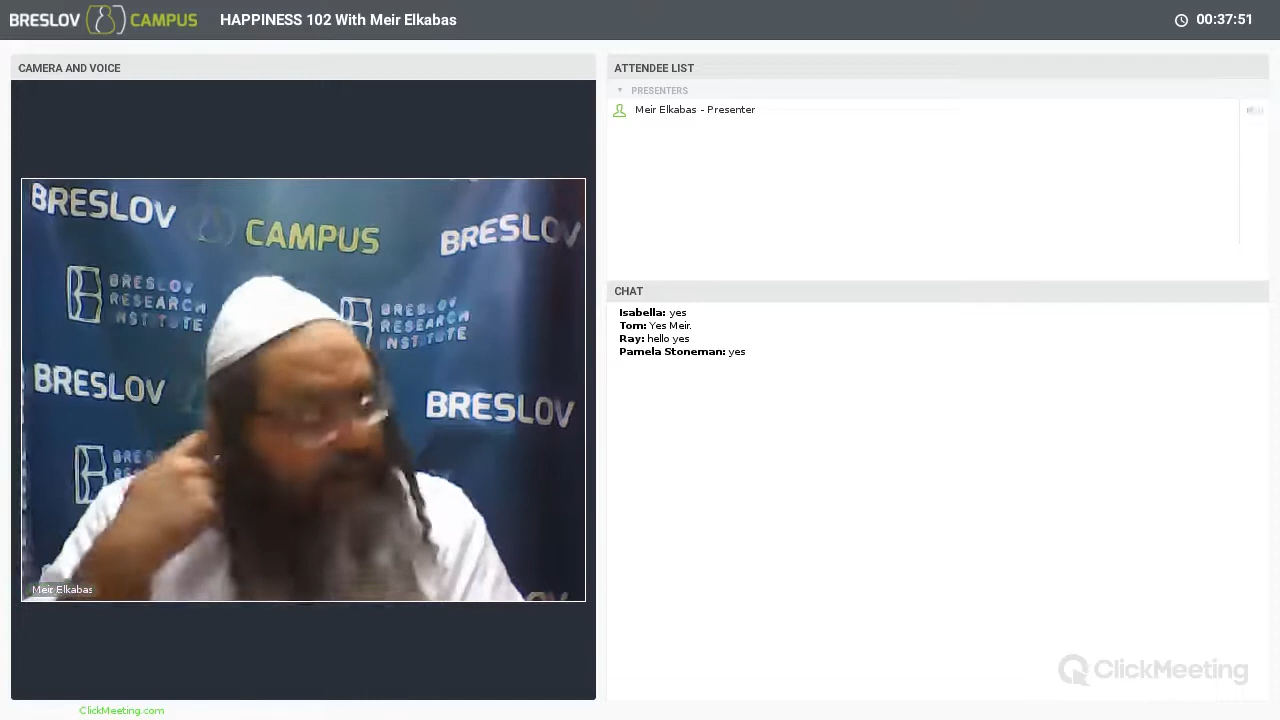 BRESLOV CAMPUS
HAPPINESS 102 With Meir Elkabas
00:37:51
CAMERA AND VOICE
BRESLOV
CAMPUS
BRESLOV
BRESLOV
RESEARCH
INSTITUTE
BRESLOV
RESEARCH
INSTITUTE
BRESLOV
BRESLOV
BRES
RES
Meir Elkabas
ATTENDEE LIST
PRESENTERS
Meir Elkabas - Presenter
CHAT
Isabella: yes
Tom: Yes Meir.
Ray: hello yes
Pamela Stoneman: yes
ClickMeeting
ClickMeeting.com